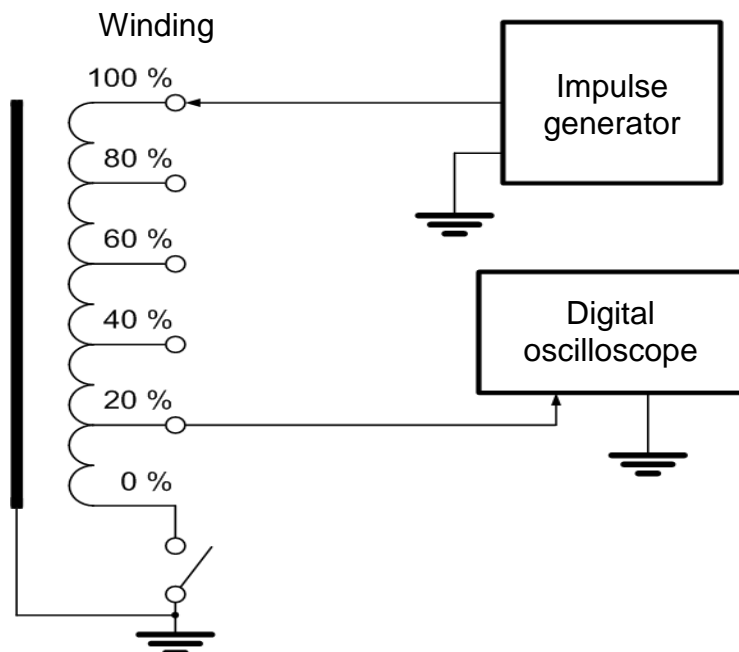 Winding
100 %
80 %
60 %
40 %
20 %
0 %
Impulse
generator
Digital
oscilloscope